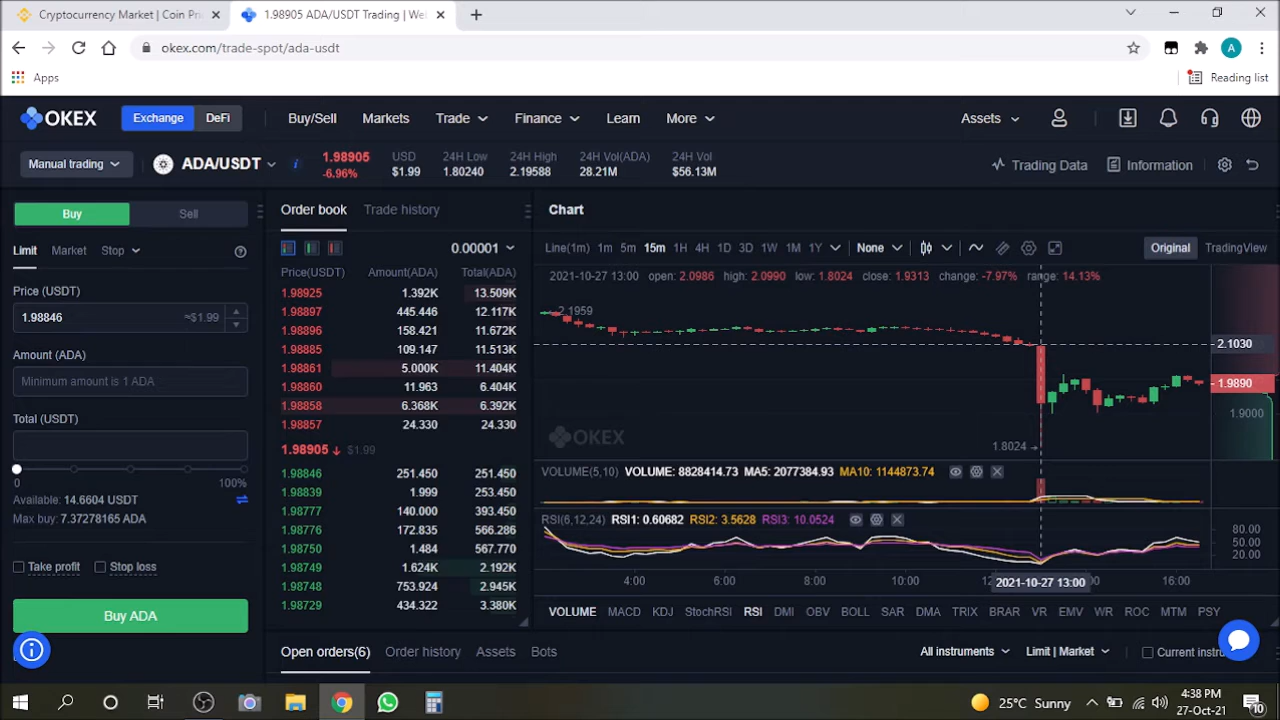 Cryptocurrency Market | Coin Pri
1.98905 ADA/USDT Trading | Wel
okex.com/trade-spot/ada-usdt
A
Apps
Reading list
OKEX
Exchange
DeFi
Buy/Sell
Markets
Trade
Finance
Learn
More
Assets
Manual trading
ADA/USDT
i
1.98905
-6.96%
USD
$1.99
24H Low
1.80240
24H High
2.19588
24H Vol(ADA)
28.21M
24H Vol
$56.13M
Trading Data
Information
Buy
Sell
Limit
Market
Stop
Price (USDT)
1.98846
≈$1.99
Amount (ADA)
Minimum amount is 1 ADA
Total (USDT)
0
100%
Available: 14.6604 USDT
Max buy: 7.37278165 ADA
Take profit
Stop loss
Buy ADA
Order book
Trade history
0.00001
Price(USDT) Amount(ADA) Total(ADA)
1.98925 1.392K 13.509K
1.98897 445.446 12.117K
1.98896 158.421 11.672K
1.98885 109.147 11.513K
1.98861 5.000K 11.404K
1.98860 11.963 6.404K
1.98858 6.368K 6.392K
1.98857 24.330 24.330
1.98905 $1.99
1.98846 251.450 251.450
1.98839 1.999 253.450
1.98777 140.000 393.450
1.98776 172.835 566.286
1.98750 1.484 567.770
1.98749 1.624K 2.192K
1.98748 753.924 2.945K
1.98729 434.322 3.380K
Chart
Line(1m) 1m 5m 15m 1H 4H 1D 3D 1W 1M 1Y
None
Original
TradingView
2021-10-27 13:00 open: 2.0986 high: 2.0990 low: 1.8024 close: 1.9313 change: -7.97% range: 14.13%
2.1959
2.1030
1.9890
1.9000
OKEX
1.8024
VOLUME(5,10) VOLUME: 8828414.73 MA5: 2077384.93 MA10: 1144873.74
RSI(6,12,24) RSI1: 0.60682 RSI2: 3.5628 RSI3: 10.0524
80.00
50.00
20.00
4:00 6:00 8:00 10:00 2021-10-27 13:00 16:00
VOLUME MACD KDJ StochRSI RSI DMI OBV BOLL SAR DMA TRIX BRAR VR EMV WR ROC MTM PSY
Open orders(6)
Order history
Assets
Bots
All instruments
Limit | Market
Current instru
25°C Sunny
4:38 PM
27-Oct-21
10